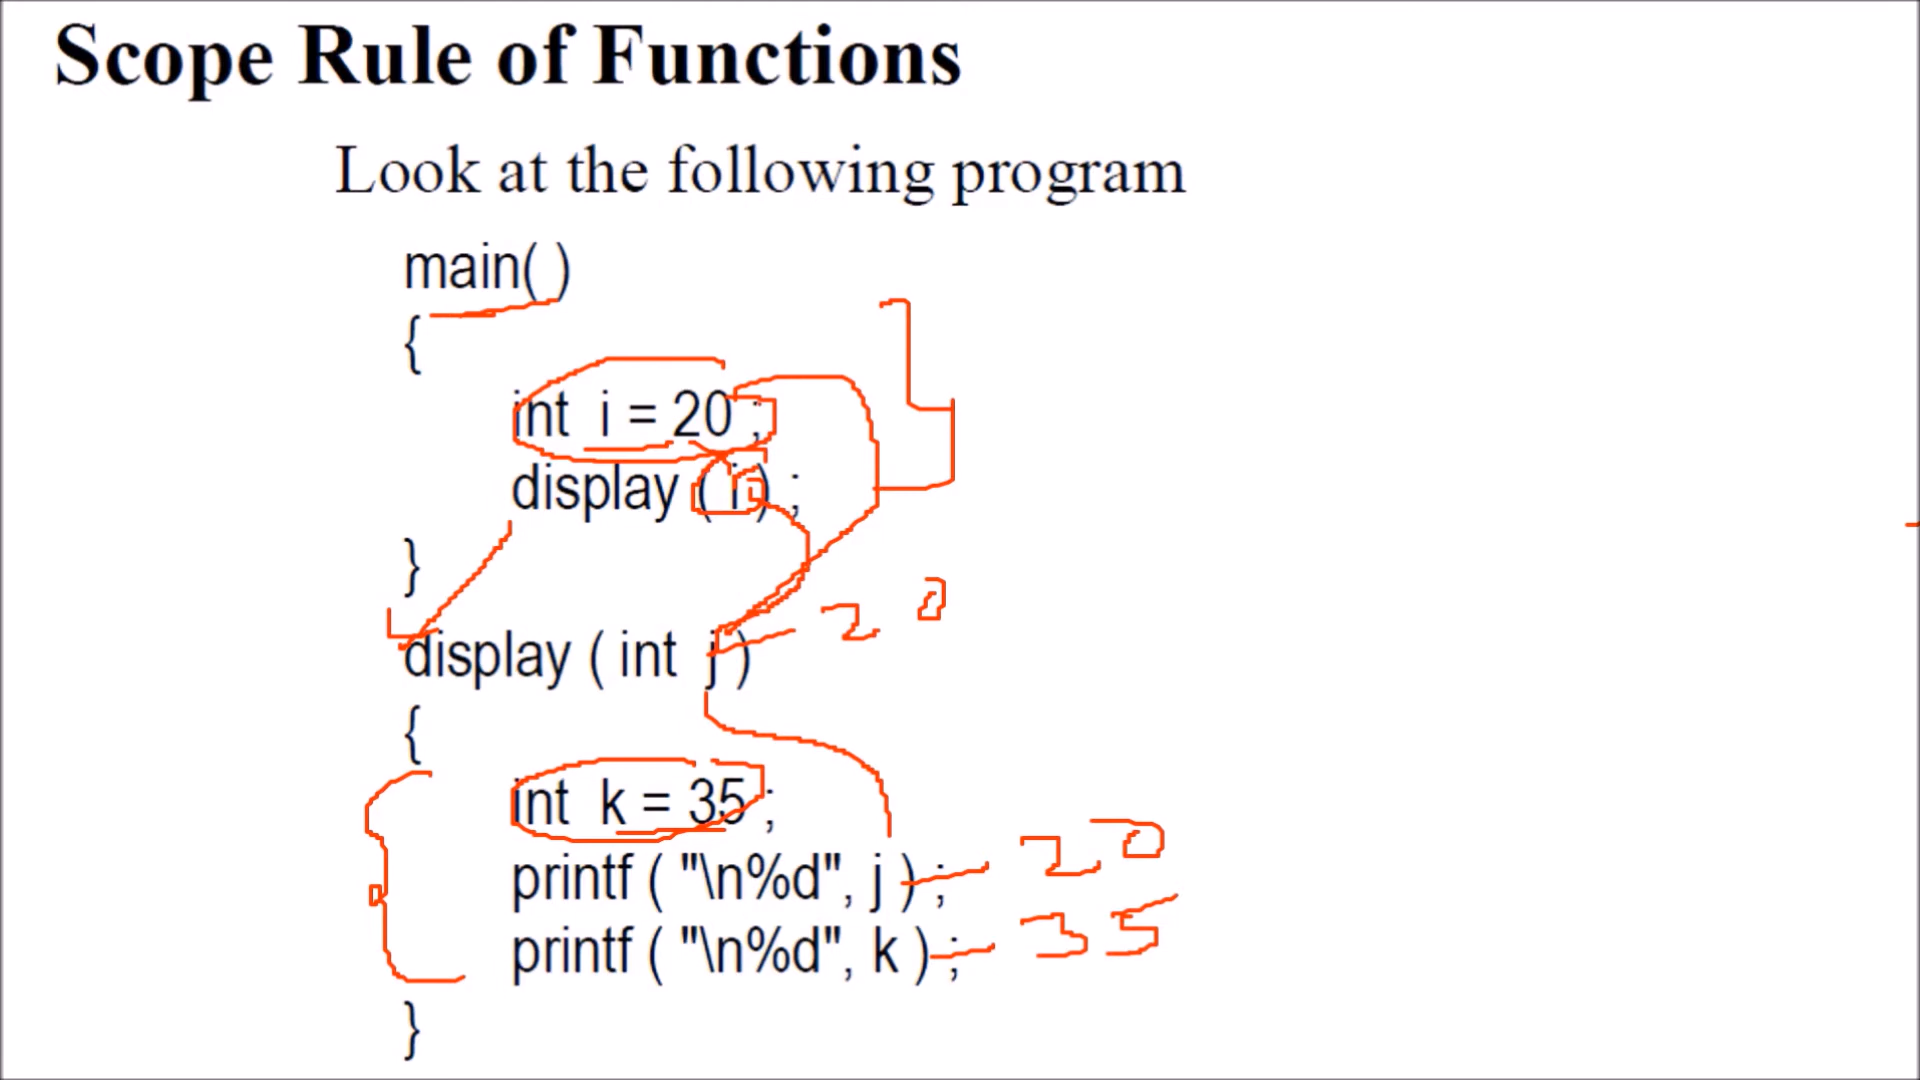 Scope Rule of Functions
Look at the following program
main( )
{
int i = 20 ;
display ( i ) ;
}
20
display ( int j )
{
int k = 35 ;
printf ( "\n%d", j ) ; 20
printf ( "\n%d", k ) ; 35
}